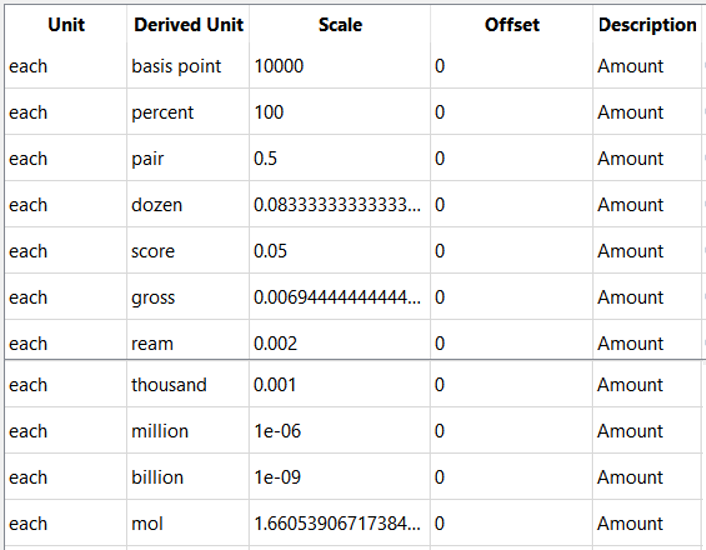 Unit Derived Unit Scale Offset Description
each basis point 10000 0 Amount
each percent 100 0 Amount
each pair 0.5 0 Amount
each dozen 0.08333333333333... 0 Amount
each score 0.05 0 Amount
each gross 0.00694444444444... 0 Amount
each ream 0.002 0 Amount
each thousand 0.001 0 Amount
each million 1e-06 0 Amount
each billion 1e-09 0 Amount
each mol 1.66053906717384... 0 Amount